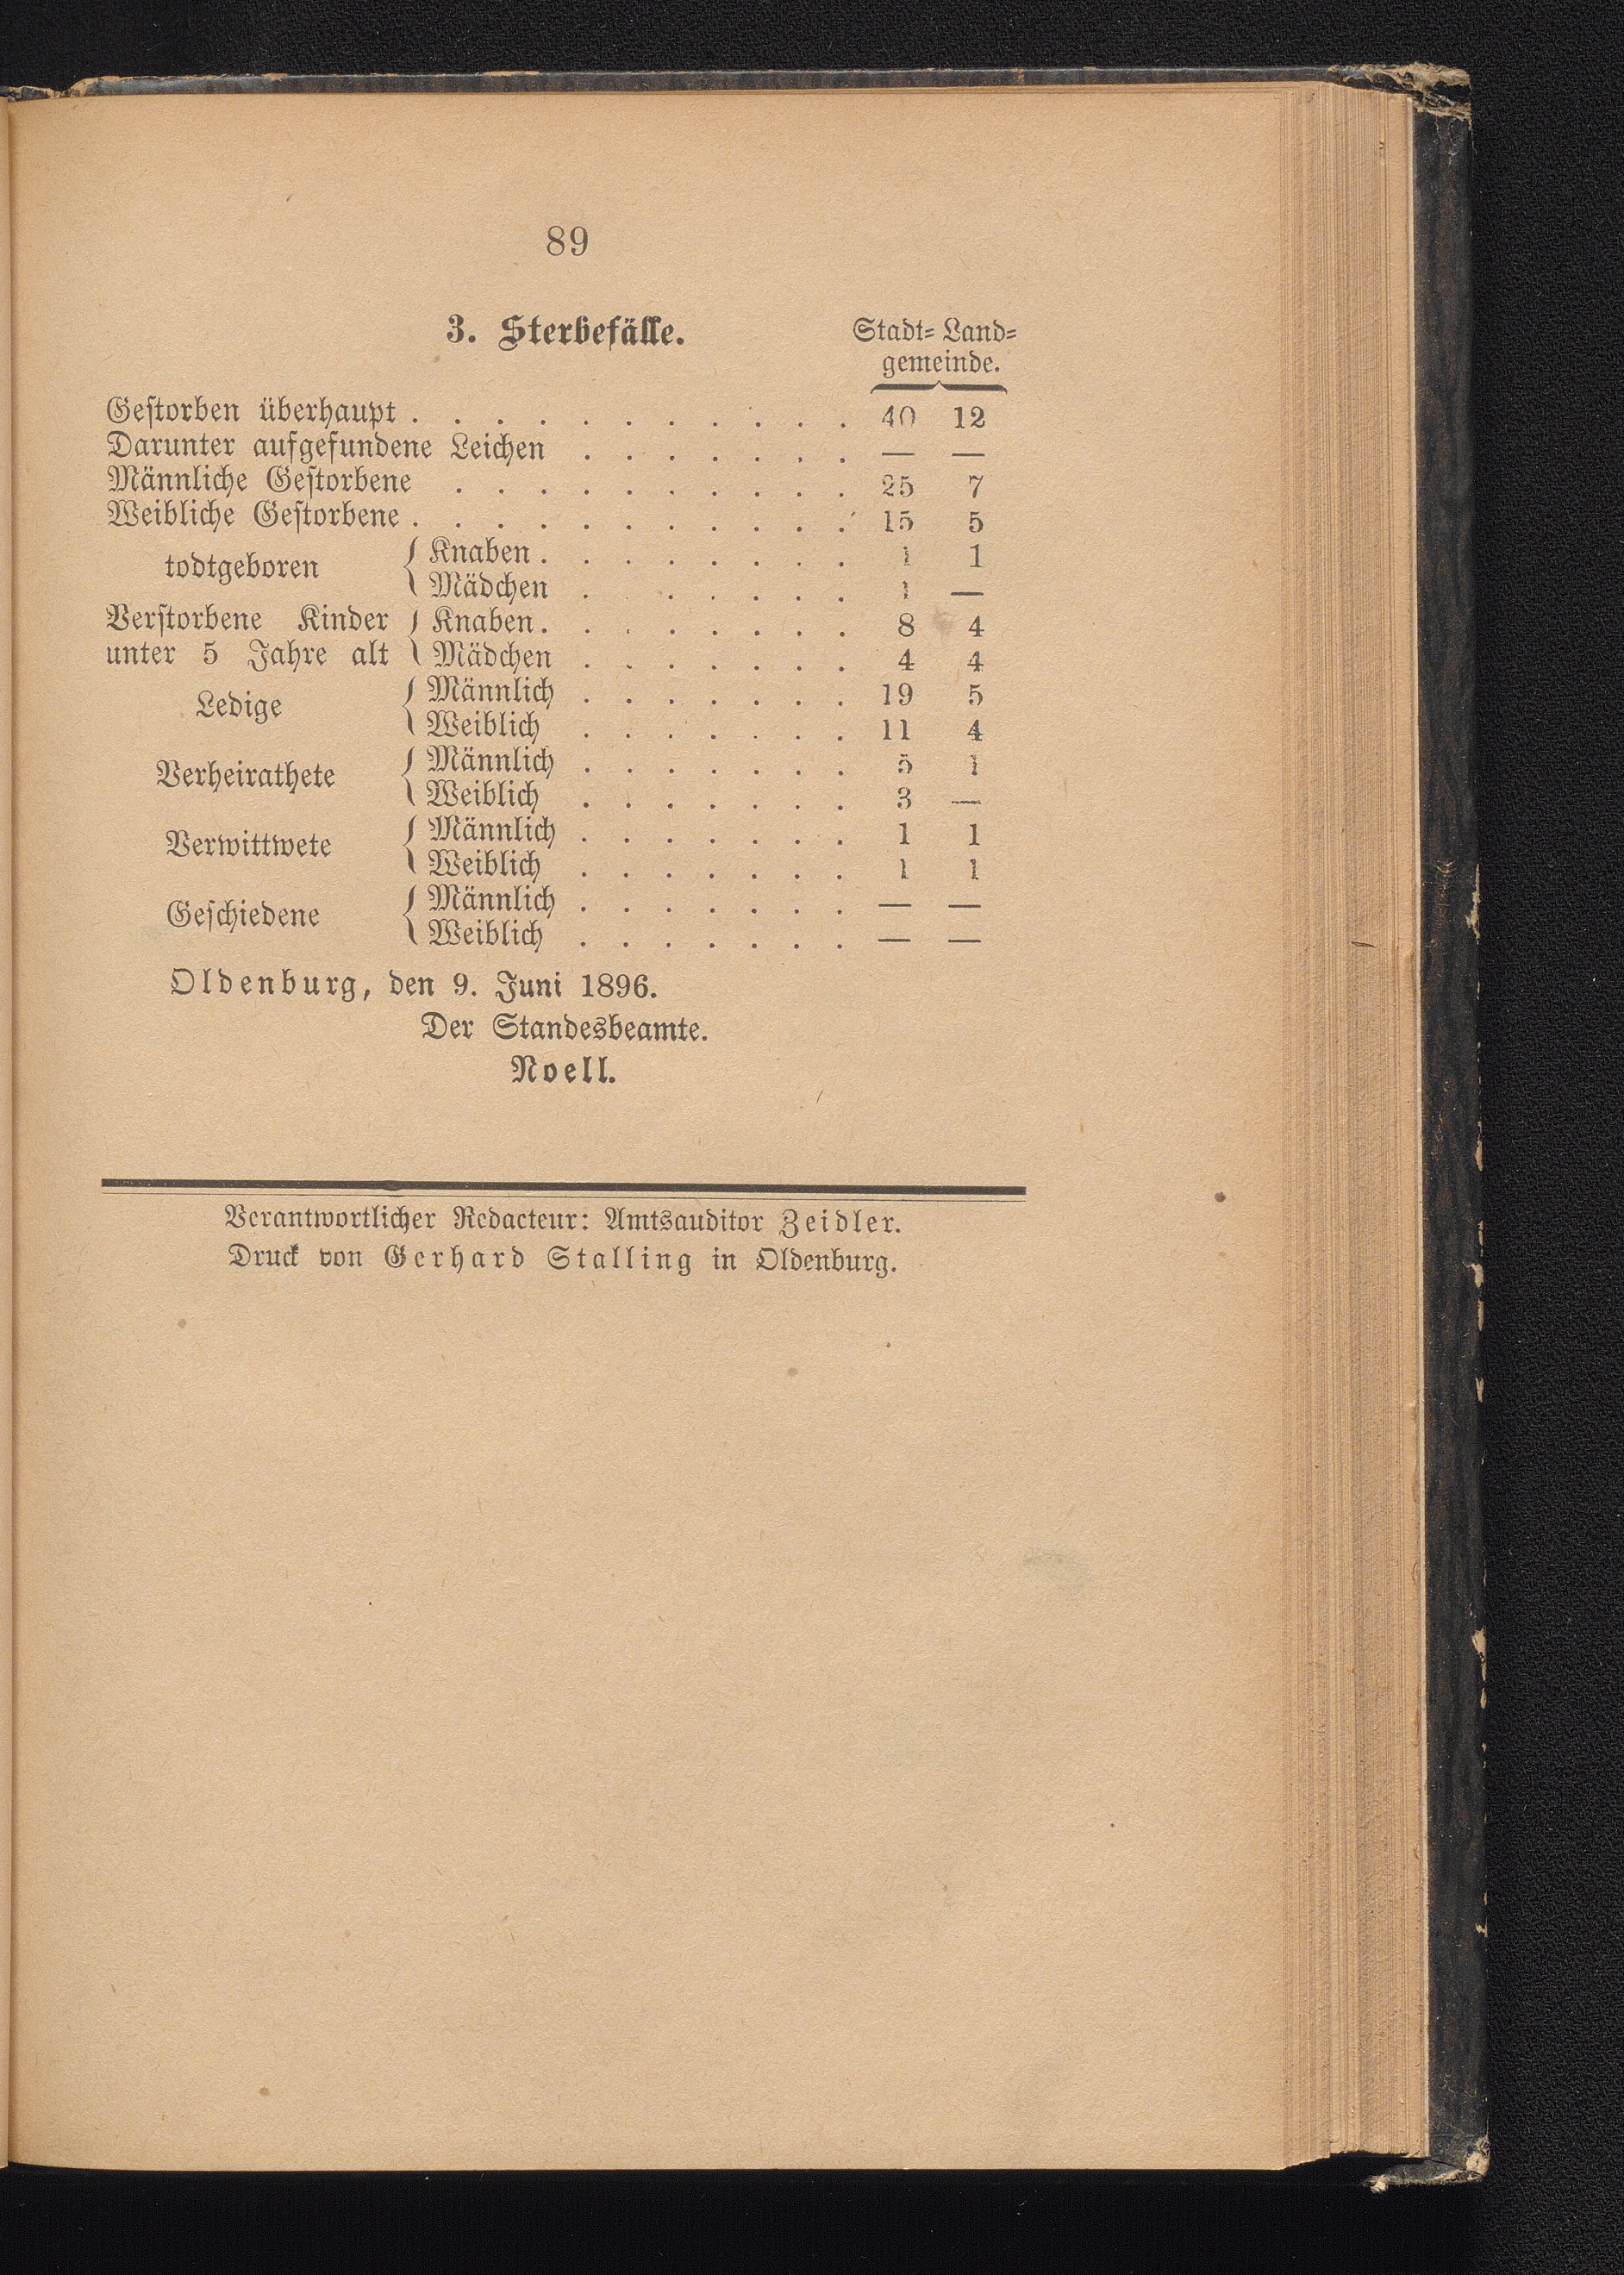 89
3. Sterbefälle. Stadt= Land=
gemeinde.
Gestorben überhaupt . . . . . . . . . . . 40 12
Darunter aufgefundene Leichen . . . . . . . — —
Männliche Gestorbene . . . . . . . . . . 25 7
Weibliche Gestorbene . . . . . . . . . . . 15 5
todtgeboren { Knaben . . . . . . . . 1 1
Mädchen . . . . . . . 1 —
Verstorbene Kinder { Knaben . . . . . . . . 8 4
unter 5 Jahre alt Mädchen . . . . . . . 4 4
Ledige { Männlich . . . . . . . 19 5
Weiblich . . . . . . . 11 4
Verheirathete { Männlich . . . . . . . 5 1
Weiblich . . . . . . . 3 —
Verwittwete { Männlich . . . . . . . 1 1
Weiblich . . . . . . . 1 1
Geschiedene { Männlich . . . . . . . — —
Weiblich . . . . . . . — —
Oldenburg, den 9. Juni 1896.
Der Standesbeamte.
Noell.
Verantwortlicher Redacteur: Amtsauditor Zeidler.
Druck von Gerhard Stalling in Oldenburg.